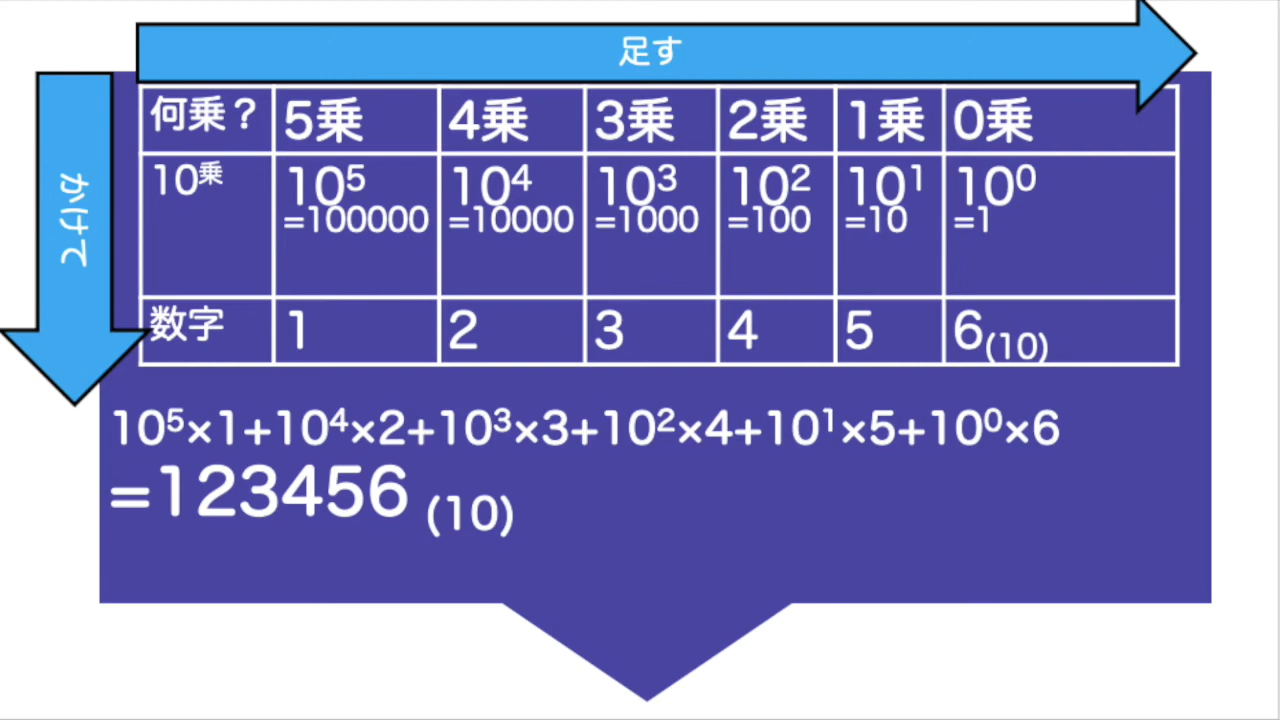 足す
かけて
何乗？ 5乗 4乗 3乗 2乗 1乗 0乗
10乗 10⁵ 10⁴ 10³ 10² 10¹ 10⁰
=100000 =10000 =1000 =100 =10 =1
数字 1 2 3 4 5 6(10)
10⁵×1+10⁴×2+10³×3+10²×4+10¹×5+10⁰×6
=123456 (10)